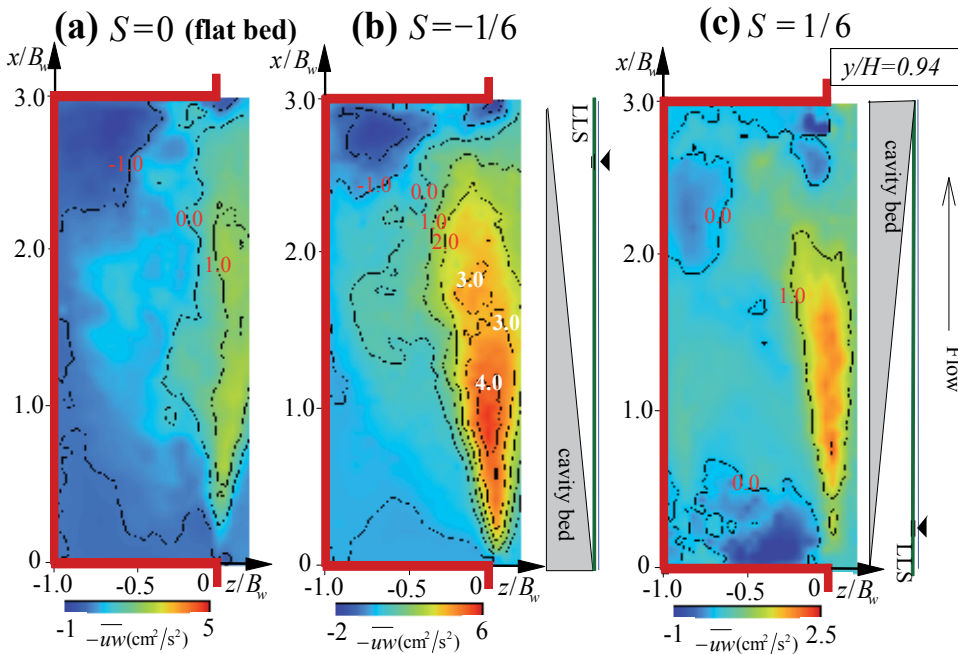 (a) S=0 (flat bed)
(b) S=−1/6
(c) S=1/6
y/H=0.94
x/B_w
3.0
2.0
1.0
0
-1.0
0.0
1.0
-1.0
-0.5
0
z/B_w
-1
5
−uw(cm²/s²)
x/B_w
3.0
2.0
1.0
0
-1.0
0.0
1.0
2.0
3.0
3.0
4.0
-1.0
-0.5
0
z/B_w
-2
6
−uw(cm²/s²)
LLS
cavity bed
x/B_w
3.0
2.0
1.0
0
0.0
1.0
0.0
-1.0
-0.5
0
z/B_w
-1
2.5
−uw(cm²/s²)
cavity bed
LLS
Flow